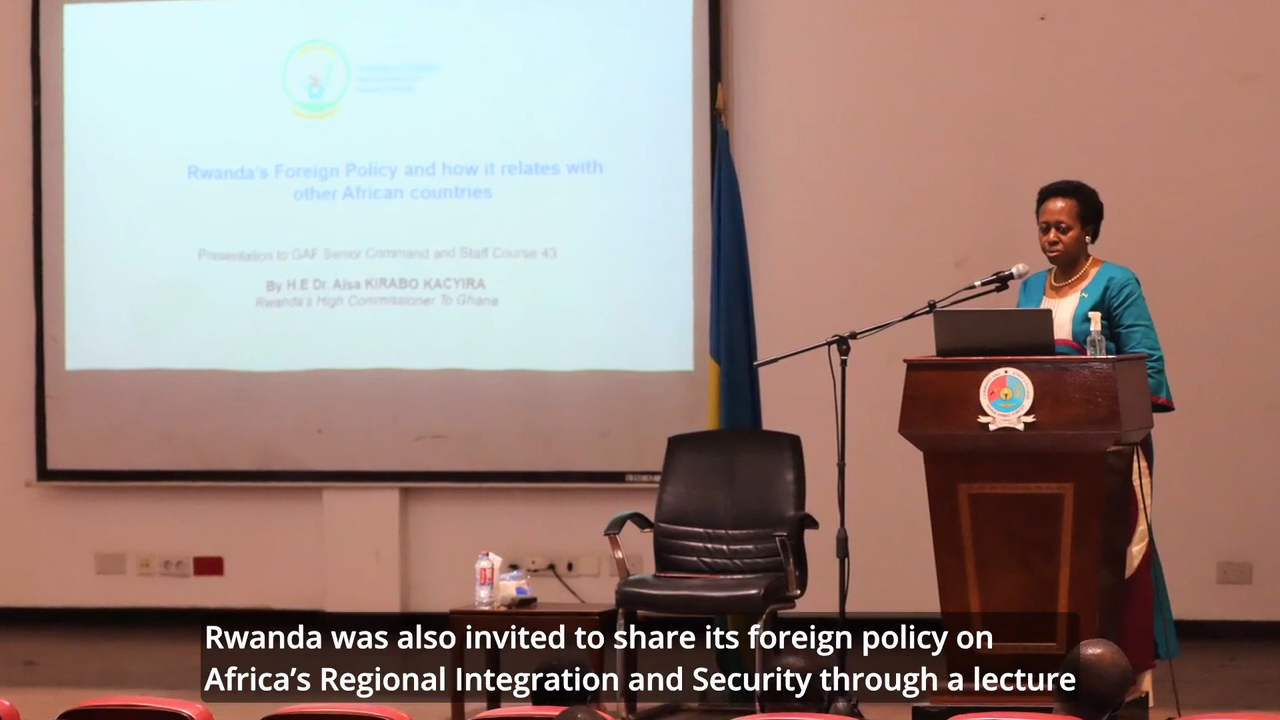 Rwanda's Foreign Policy and how it relates with
other African countries
Presentation to GAF Senior Command and Staff Course 43
By H.E Dr. Aisa KIRABO KACYIRA
Rwanda's High Commissioner To Ghana
Rwanda was also invited to share its foreign policy on
Africa’s Regional Integration and Security through a lecture